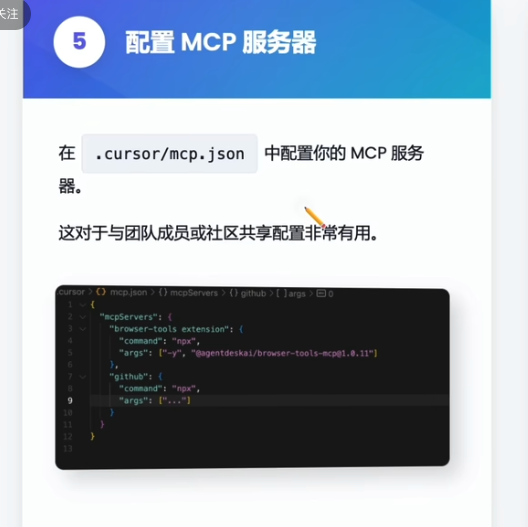 关注
5 配置 MCP 服务器
在 .cursor/mcp.json 中配置你的 MCP 服务
器。
这对于与团队成员或社区共享配置非常有用。
.cursor > {} mcp.json > {} mcpServers > {} github > [ ] args > 0
1 {
2 "mcpServers": {
3 "browser-tools extension": {
4 "command": "npx",
5 "args": ["-y", "@agentdeskai/browser-tools-mcp@1.0.11"]
6 },
7 "github": {
8 "command": "npx",
9 "args": ["..."]
10 }
11 }
12 }
13